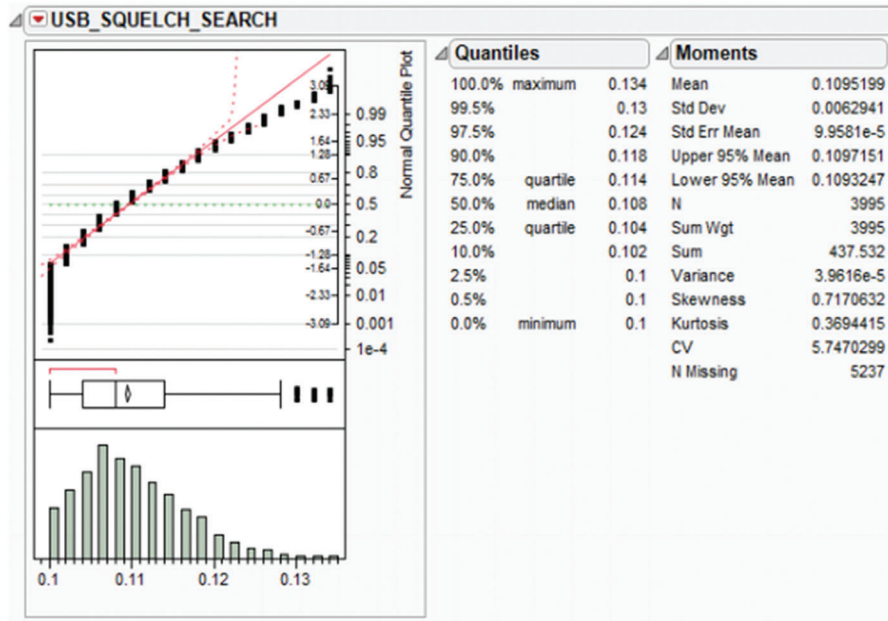 USB_SQUELCH_SEARCH
3.09
2.33
1.64
1.28
0.67
0.0
-0.67
-1.28
-1.64
-2.33
-3.09
0.99
0.95
0.8
0.5
0.2
0.05
0.01
0.001
1e-4
Normal Quantile Plot
0.1 0.11 0.12 0.13
Quantiles
100.0% maximum 0.134
99.5% 0.13
97.5% 0.124
90.0% 0.118
75.0% quartile 0.114
50.0% median 0.108
25.0% quartile 0.104
10.0% 0.102
2.5% 0.1
0.5% 0.1
0.0% minimum 0.1
Moments
Mean 0.1095199
Std Dev 0.0062941
Std Err Mean 9.9581e-5
Upper 95% Mean 0.1097151
Lower 95% Mean 0.1093247
N 3995
Sum Wgt 3995
Sum 437.532
Variance 3.9616e-5
Skewness 0.7170632
Kurtosis 0.3694415
CV 5.7470299
N Missing 5237